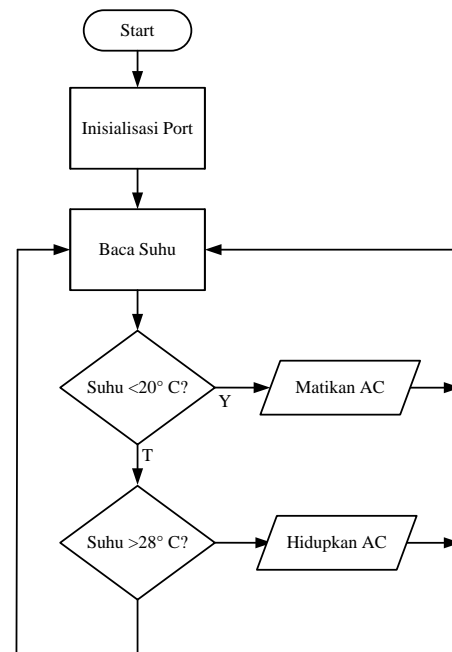 Start
Inisialisasi Port
Baca Suhu
Suhu <20° C?
Y
Matikan AC
T
Suhu >28° C?
Hidupkan AC